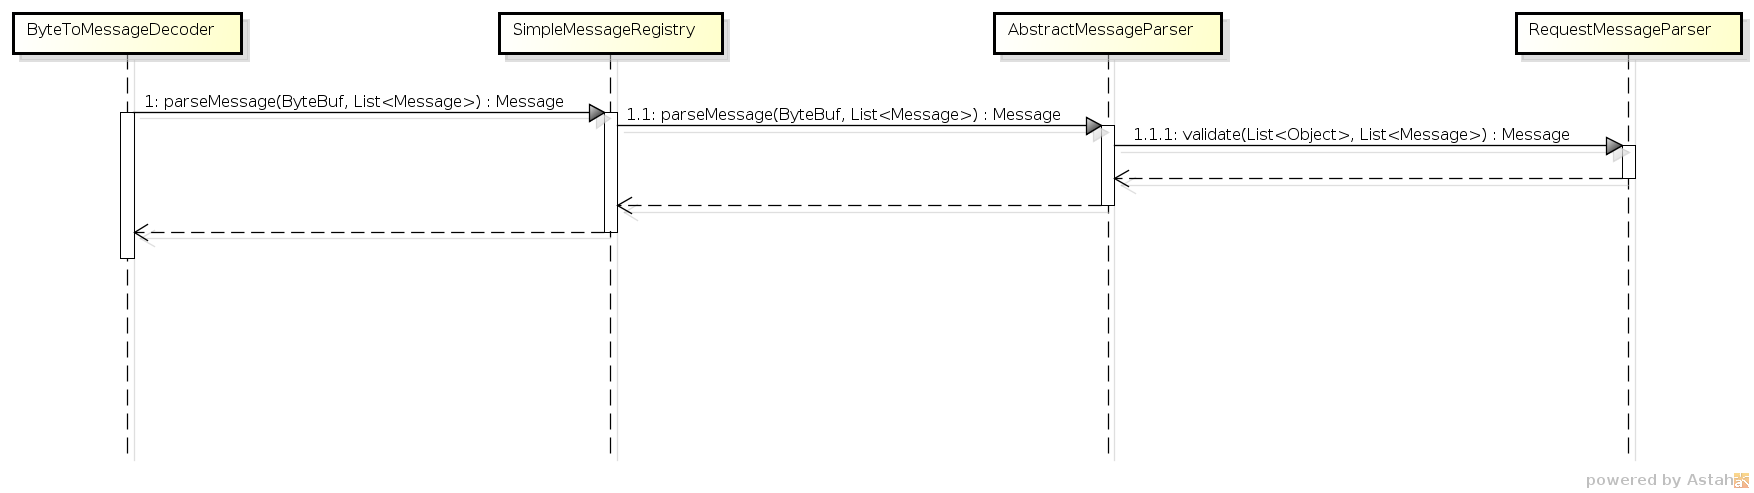 ByteToMessageDecoder
SimpleMessageRegistry
AbstractMessageParser
RequestMessageParser
1: parseMessage(ByteBuf, List<Message>) : Message
1.1: parseMessage(ByteBuf, List<Message>) : Message
1.1.1: validate(List<Object>, List<Message>) : Message
powered by Astah